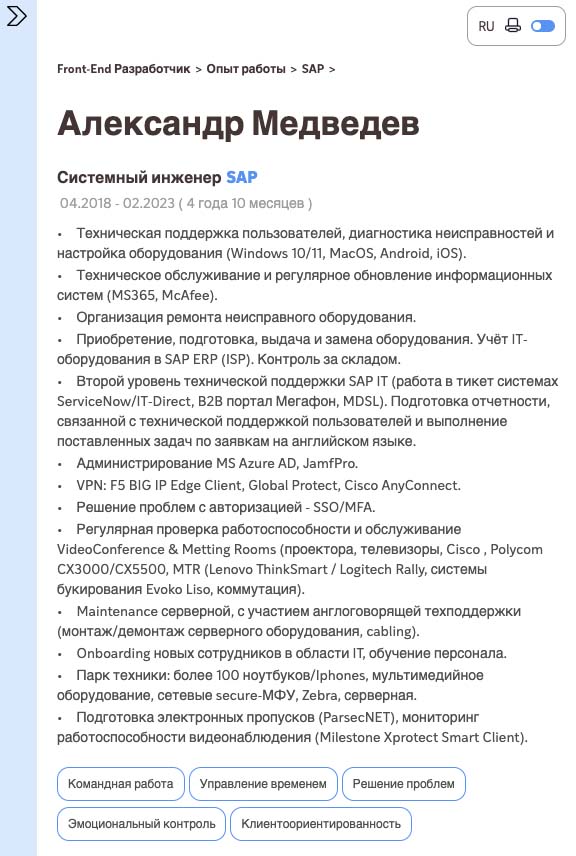 RU
Front-End Разработчик > Опыт работы > SAP >
Александр Медведев
Системный инженер SAP
04.2018 - 02.2023 ( 4 года 10 месяцев )
• Техническая поддержка пользователей, диагностика неисправностей и
настройка оборудования (Windows 10/11, MacOS, Android, iOS).
• Техническое обслуживание и регулярное обновление информационных
систем (MS365, McAfee).
• Организация ремонта неисправного оборудования.
• Приобретение, подготовка, выдача и замена оборудования. Учёт IT-
оборудования в SAP ERP (ISP). Контроль за складом.
• Второй уровень технической поддержки SAP IT (работа в тикет системах
ServiceNow/IT-Direct, B2B портал Мегафон, MDSL). Подготовка отчетности,
связанной с технической поддержкой пользователей и выполнение
поставленных задач по заявкам на английском языке.
• Администрирование MS Azure AD, JamfPro.
• VPN: F5 BIG IP Edge Client, Global Protect, Cisco AnyConnect.
• Решение проблем с авторизацией - SSO/MFA.
• Регулярная проверка работоспособности и обслуживание
VideoConference & Metting Rooms (проектора, телевизоры, Cisco , Polycom
CX3000/CX5500, MTR (Lenovo ThinkSmart / Logitech Rally, системы
букирования Evoko Liso, коммутация).
• Maintenance серверной, с участием англоговорящей техподдержки
(монтаж/демонтаж серверного оборудования, cabling).
• Onboarding новых сотрудников в области IT, обучение персонала.
• Парк техники: более 100 ноутбуков/Iphones, мультимедийное
оборудование, сетевые secure-МФУ, Zebra, серверная.
• Подготовка электронных пропусков (ParsecNET), мониторинг
работоспособности видеонаблюдения (Milestone Xprotect Smart Client).
Командная работа
Управление временем
Решение проблем
Эмоциональный контроль
Клиентоориентированность